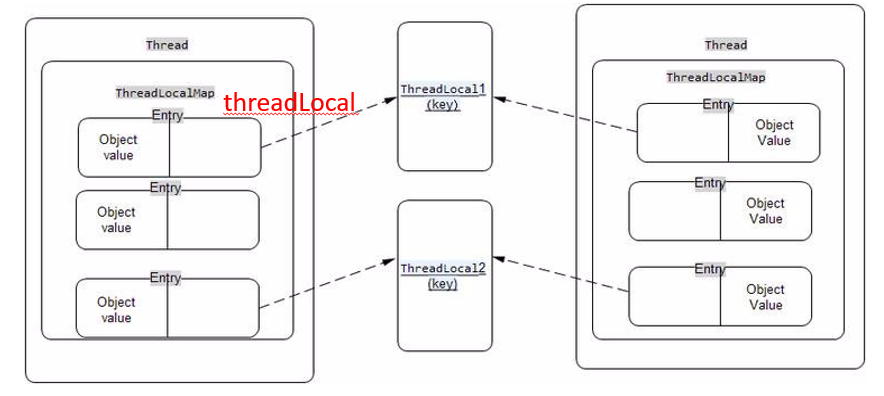 Thread
ThreadLocalMap
threadLocal
Entry
Object
value
Entry
Object
value
Entry
Object
value
ThreadLocal1
(key)
ThreadLocal2
(key)
Thread
ThreadLocalMap
Entry
Object
Value
Entry
Object
Value
Entry
Object
Value